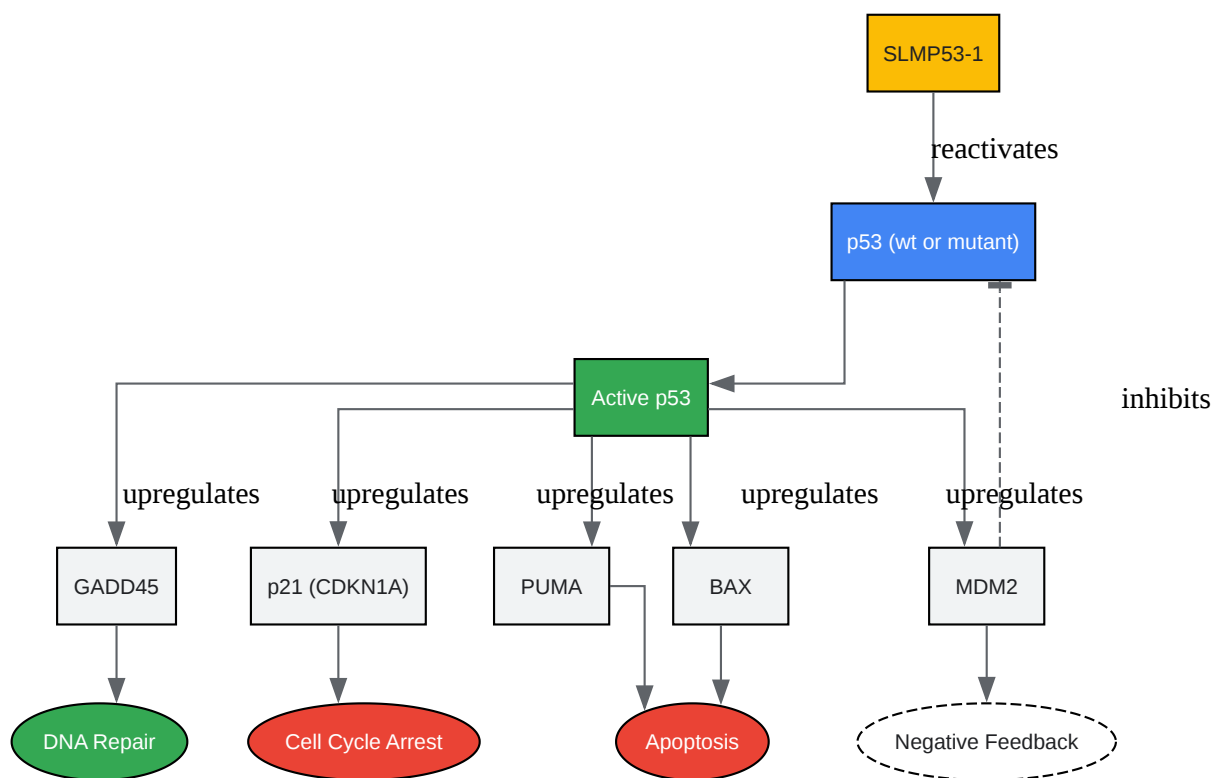 SLMP53-1
reactivates
p53 (wt or mutant)
Active p53
inhibits
upregulates
upregulates
upregulates
upregulates
upregulates
GADD45
p21 (CDKN1A)
PUMA
BAX
MDM2
DNA Repair
Cell Cycle Arrest
Apoptosis
Negative Feedback